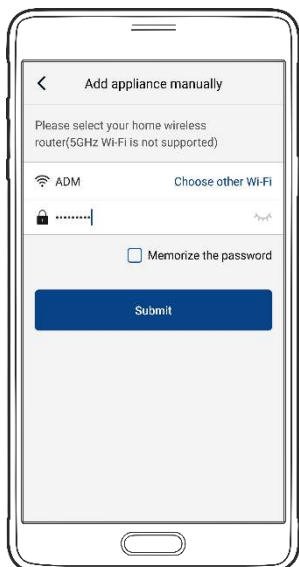 Add appliance manually
Please select your home wireless
router(5GHz Wi-Fi is not supported)
ADM Choose other Wi-Fi
•••••••••
Memorize the password
Submit